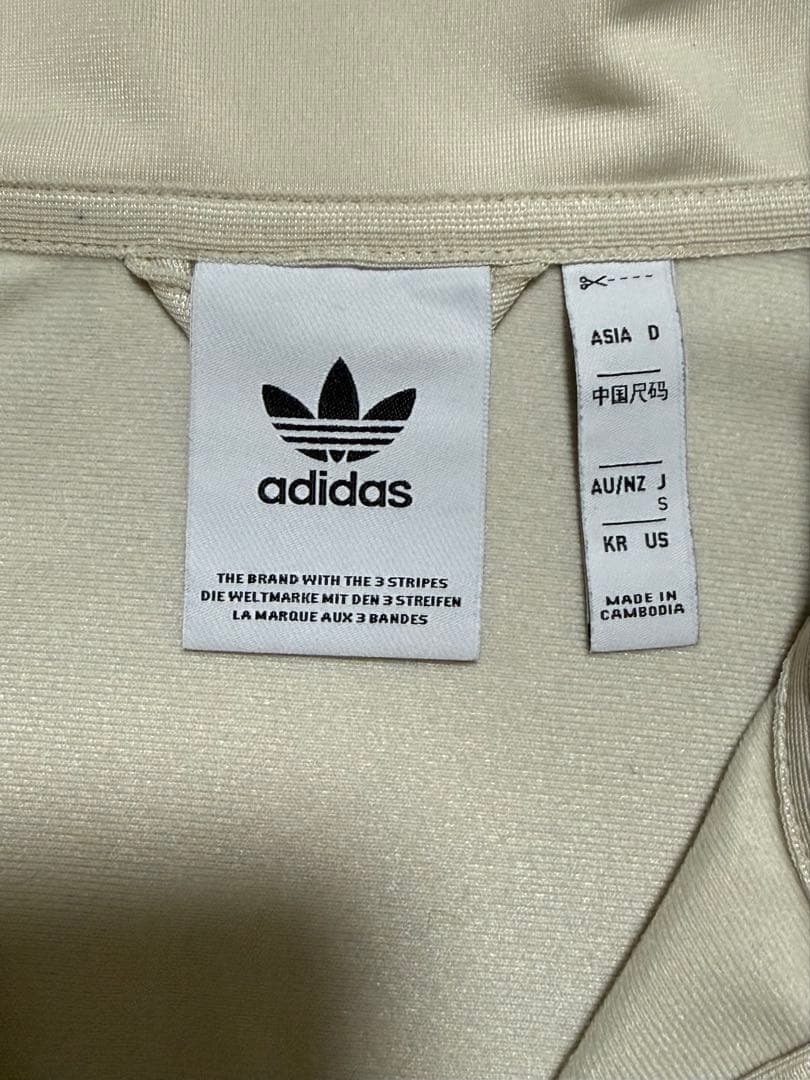 adidas
THE BRAND WITH THE 3 STRIPES
DIE WELTMARKE MIT DEN 3 STREIFEN
LA MARQUE AUX 3 BANDES
ASIA D
中国尺码
AU/NZ J
S
KR US
MADE IN
CAMBODIA